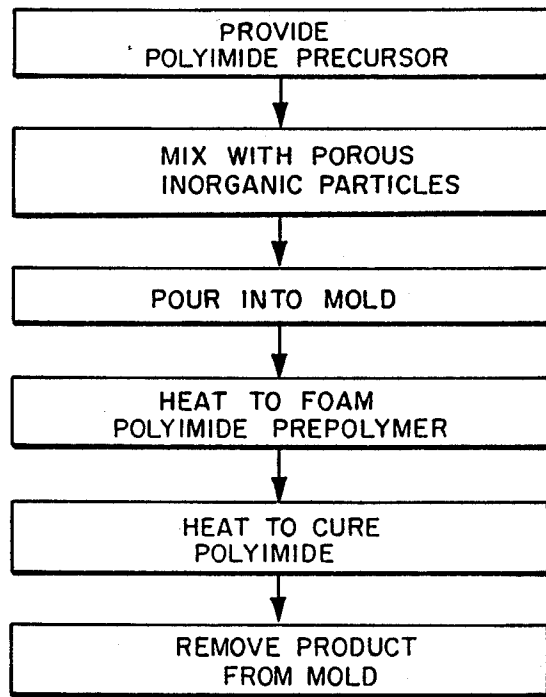 PROVIDE
POLYIMIDE PRECURSOR
MIX WITH POROUS
INORGANIC PARTICLES
POUR INTO MOLD
HEAT TO FOAM
POLYIMIDE PREPOLYMER
HEAT TO CURE
POLYIMIDE
REMOVE PRODUCT
FROM MOLD